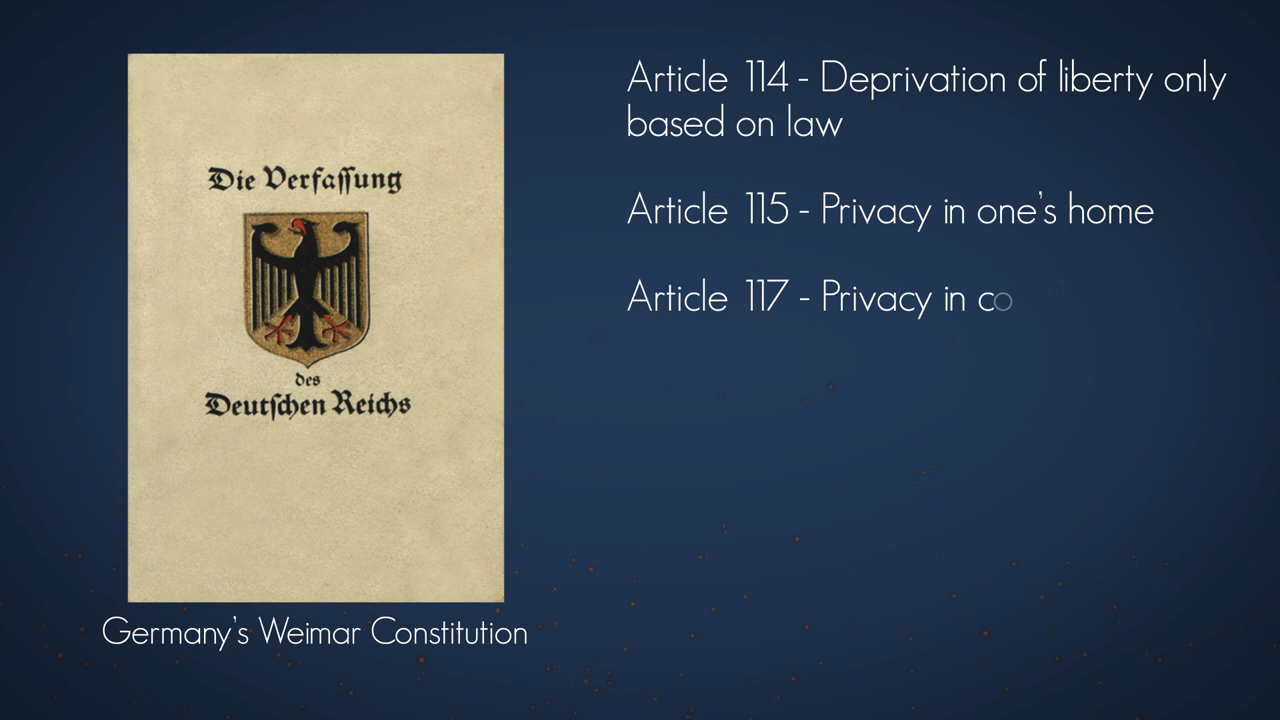 Die Verfassung
des
Deutschen Reichs
Germany's Weimar Constitution
Article 114 - Deprivation of liberty only
based on law
Article 115 - Privacy in one's home
Article 117 - Privacy in co